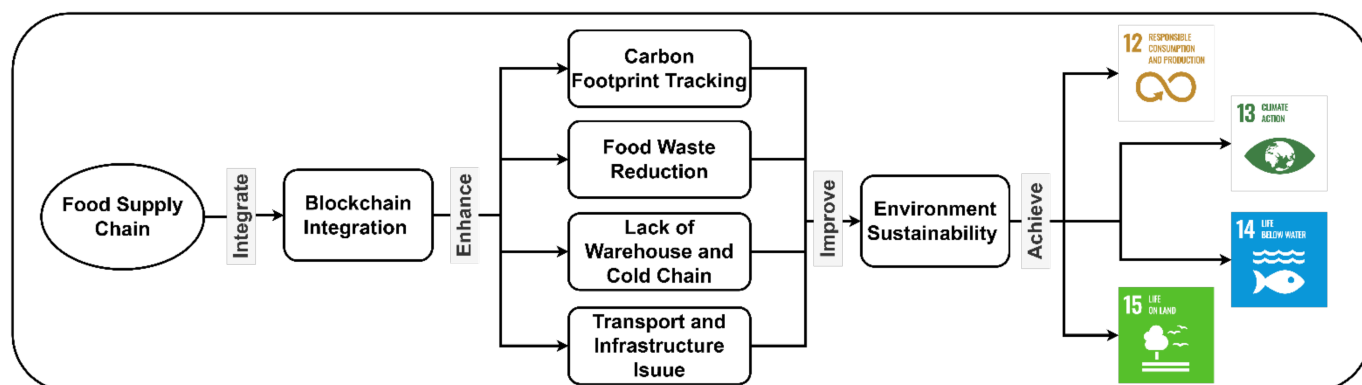 Food Supply
Chain
Integrate
Blockchain
Integration
Enhance
Carbon
Footprint Tracking
Food Waste
Reduction
Lack of
Warehouse and
Cold Chain
Transport and
Infrastructure
Isuue
Improve
Environment
Sustainability
Achieve
12 RESPONSIBLE
CONSUMPTION
AND PRODUCTION
13 CLIMATE
ACTION
14 LIFE
BELOW WATER
15 LIFE
ON LAND